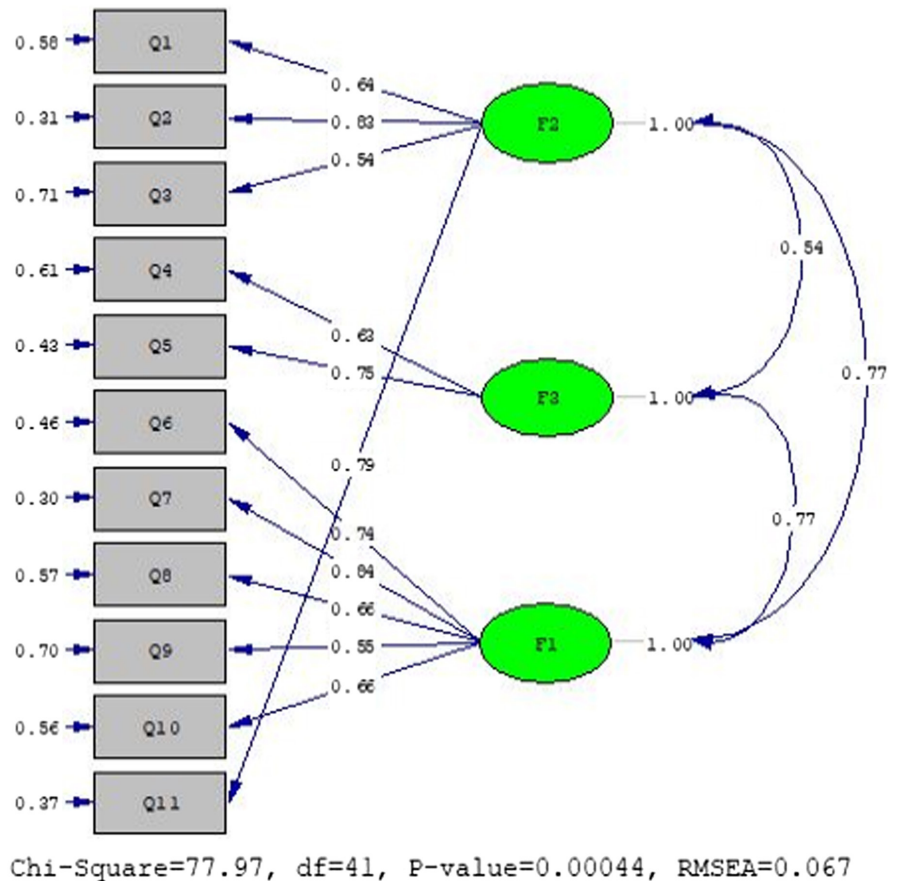 0.58 Q1
0.64
0.31 Q2 0.83 F2 1.00
0.54
0.71 Q3
0.54
0.61 Q4
0.63
0.43 Q5
0.75 0.77
F3 1.00
0.46 Q6
0.79
0.30 Q7
0.77
0.74
0.84
0.57 Q8
0.66
0.70 Q9 0.55 F1 1.00
0.66
0.56 Q10
0.37 Q11
Chi-Square=77.97, df=41, P-value=0.00044, RMSEA=0.067